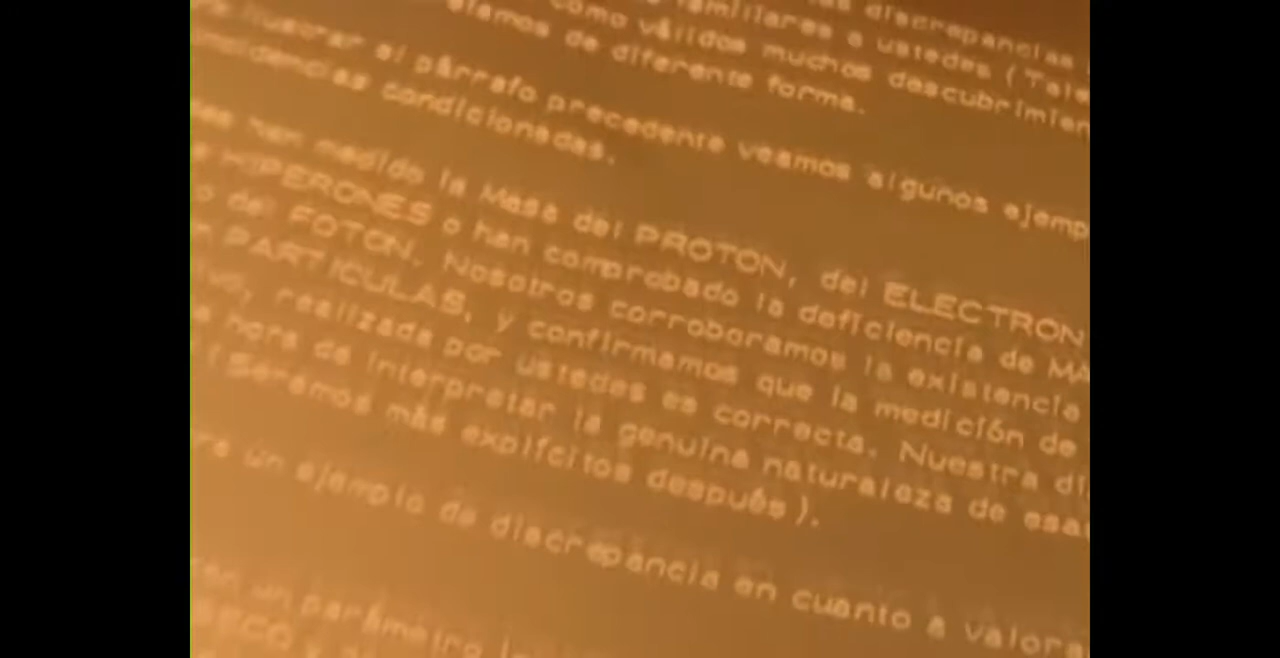 discrepancias
familiares a ustedes (Tale
como válidos muchos descubrimien
de diferente forma.
ilustrar el párrafo precedente veamos algunos ejemp
condicionadas.
han medido la Masa del PROTON, del ELECTRON
HIPERONES o han comprobado la deficiencia de MA
o del FOTON. Nosotros corroboramos la existencia
PARTICULAS, y confirmamos que la medición de
realizada por ustedes es correcta. Nuestra di
hora de interpretar la genuina naturaleza de esa
(Seremos más explícitos después).
un ejemplo de discrepancia en cuanto a valora
un parámetro